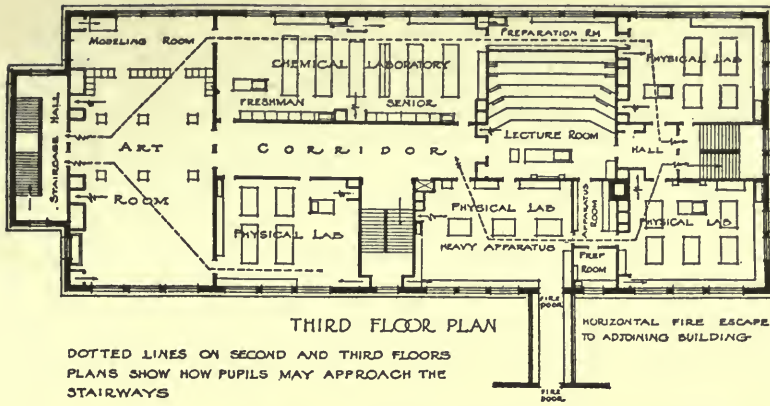 MODELING ROOM
PREPARATION RM
CHEMICAL LABORATORY
PHYSICAL LAB
FRESHMAN
SENIOR
STAIRCASE HALL
ART
ROOM
CORRIDOR
LECTURE ROOM
HALL
PHYSICAL LAB
PHYSICAL LAB
HEAVY APPARATUS
APPARATUS
ROOM
PHYSICAL LAB
PREP
ROOM
FIRE
DOOR
THIRD FLOOR PLAN
HORIZONTAL FIRE ESCAPE
TO ADJOINING BUILDING
DOTTED LINES ON SECOND AND THIRD FLOORS
PLANS SHOW HOW PUPILS MAY APPROACH THE
STAIRWAYS
FIRE
DOOR